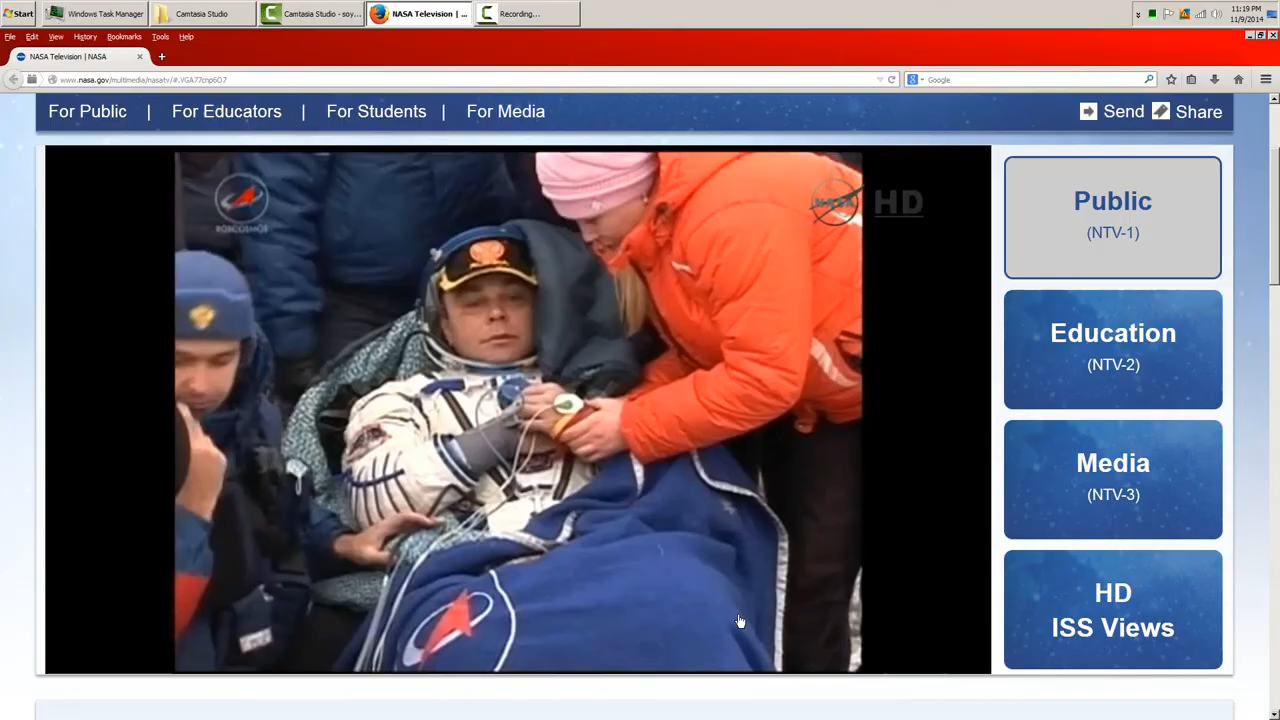 Start
Windows Task Manager
Camtasia Studio
Camtasia Studio - soy...
NASA Television | ...
Recording...
11:19 PM
11/9/2014
File Edit View History Bookmarks Tools Help
NASA Television | NASA
www.nasa.gov/multimedia/nasatv/#.VGA77cnp6O7
Google
For Public | For Educators | For Students | For Media
Send
Share
ROSCOSMOS
NASA HD
Public
(NTV-1)
Education
(NTV-2)
Media
(NTV-3)
HD
ISS Views